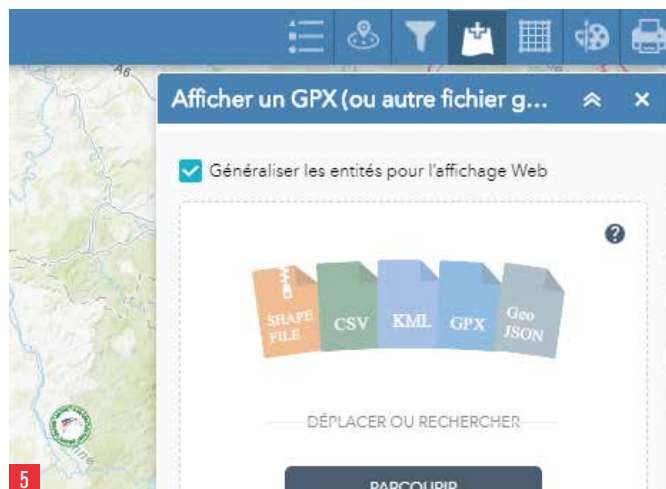 A6
Afficher un GPX (ou autre fichier g...
Généraliser les entités pour l'affichage Web
SHAPE
FILE
CSV
KML
GPX
Geo
JSON
DÉPLACER OU RECHERCHER
PARCOURIR
5